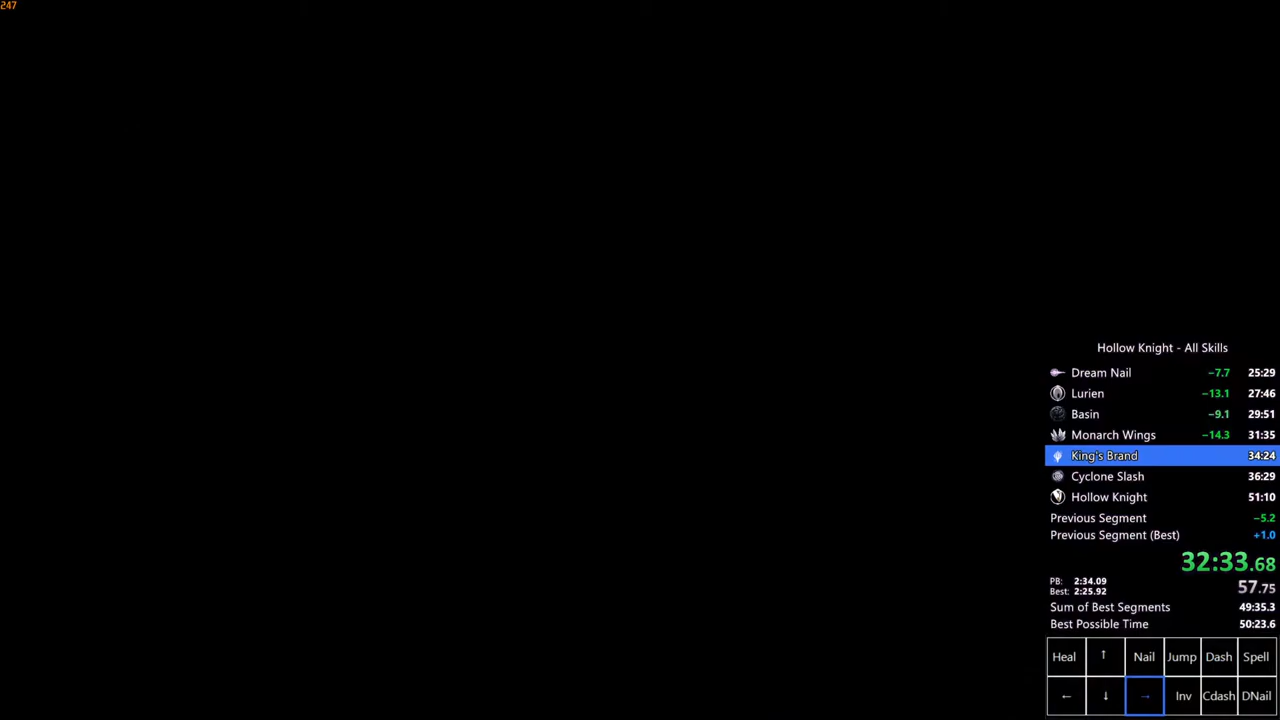 247
Hollow Knight - All Skills
Dream Nail −7.7 25:29
Lurien −13.1 27:46
Basin −9.1 29:51
Monarch Wings −14.3 31:35
King's Brand 34:24
Cyclone Slash 36:29
Hollow Knight 51:10
Previous Segment −5.2
Previous Segment (Best) +1.0
32:33.68
PB: 2:34.09 57.75
Best: 2:25.92
Sum of Best Segments 49:35.3
Best Possible Time 50:23.6
Heal ↑ Nail Jump Dash Spell
← ↓ → Inv Cdash DNail